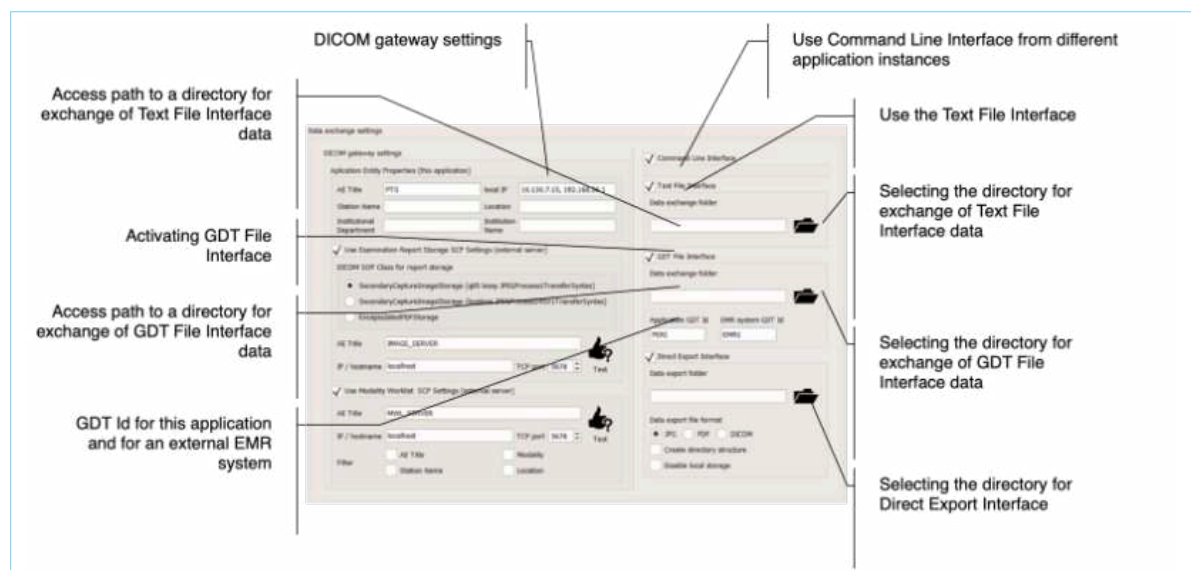 DICOM gateway settings
Use Command Line Interface from different
application instances
Access path to a directory for
exchange of Text File Interface
data
Use the Text File Interface
Selecting the directory for
exchange of Text File
Interface data
Activating GDT File
Interface
Access path to a directory for
exchange of GDT File Interface
data
Selecting the directory for
exchange of GDT File
Interface data
GDT Id for this application
and for an external EMR
system
Selecting the directory for
Direct Export Interface
Data exchange settings
DICOM gateway settings
Aplication Entity Properties (this application)
AE Title
local IP
Station Name
Location
Institutional
Department
Institution
Name
Use Examination Report Storage SCP Settings (external server)
DICOM SOP Class for report storage
EncapsulatedPDFStorage
AE Title IMAGE_SERVER
IP / hostname localhost TCP port 5678 Test
Use Modality Worklist SCP Settings (external server)
AE Title MWL_SERVER
IP / hostname localhost TCP port 5678 Test
Filter
AE Title
Modality
Station Name
Location
Command Line Interface
Text File Interface
Data exchange folder
GDT File Interface
Data exchange folder
Application GDT Id EMR system GDT Id
Direct Export Interface
Data export folder
Data export file format
JPG PDF DICOM
Create directory structure
Disable local storage